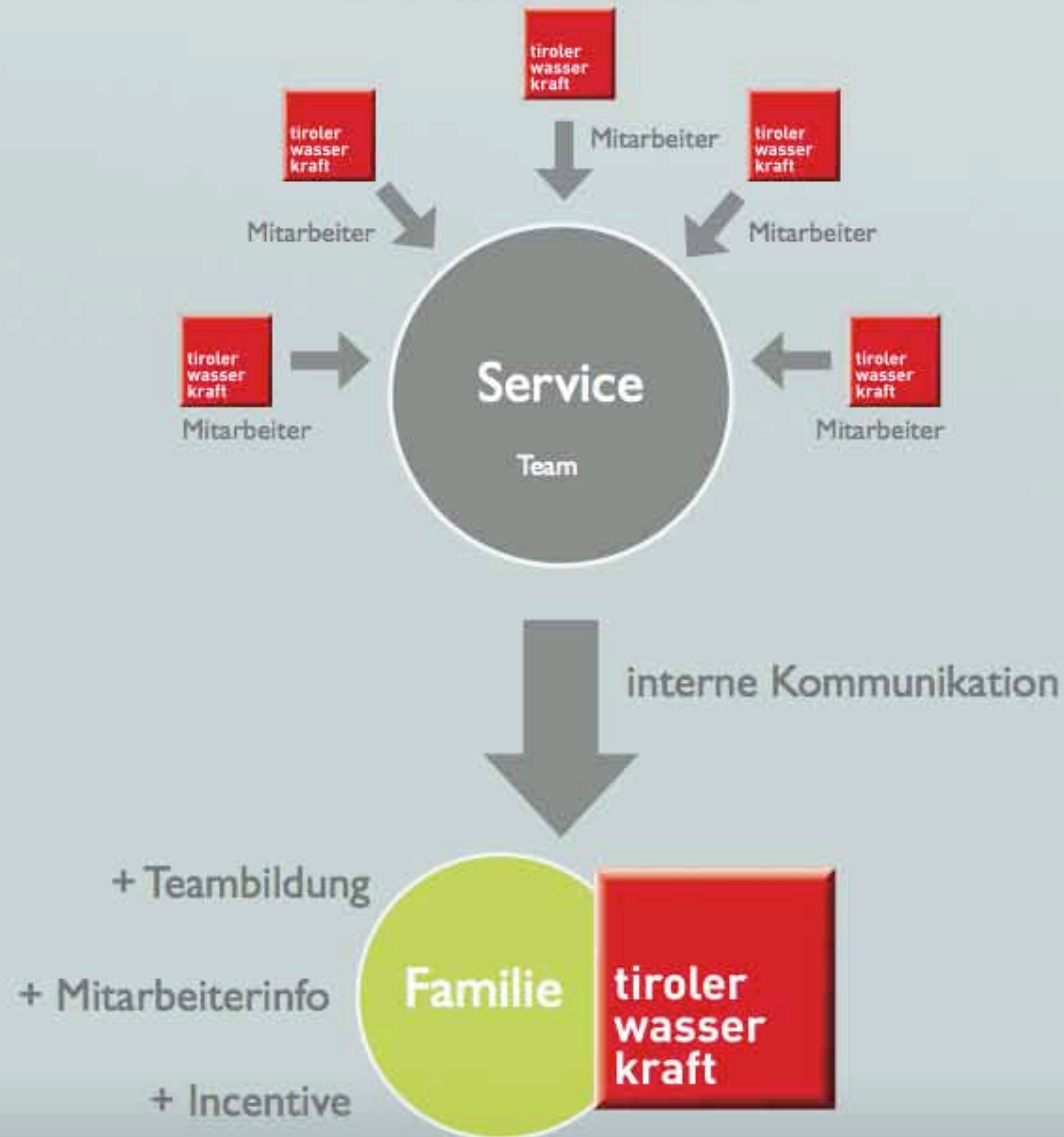 tiroler
wasser
kraft
Mitarbeiter
tiroler
wasser
kraft
Mitarbeiter
tiroler
wasser
kraft
Mitarbeiter
tiroler
wasser
kraft
Mitarbeiter
tiroler
wasser
kraft
Mitarbeiter
Service
Team
interne Kommunikation
+ Teambildung
+ Mitarbeiterinfo
+ Incentive
Familie
tiroler
wasser
kraft